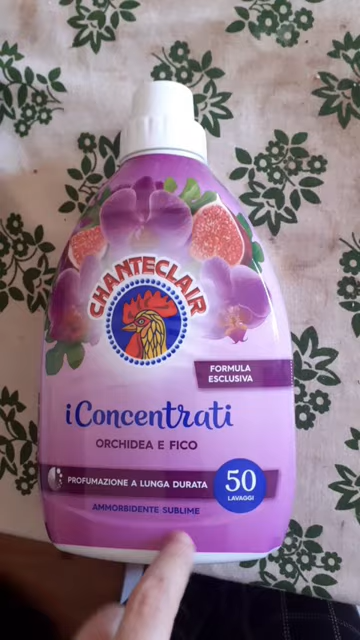 CHANTECLAIR
FORMULA
ESCLUSIVA
iConcentrati
ORCHIDEA E FICO
PROFUMAZIONE A LUNGA DURATA
50
LAVAGGI
AMMORBIDENTE SUBLIME